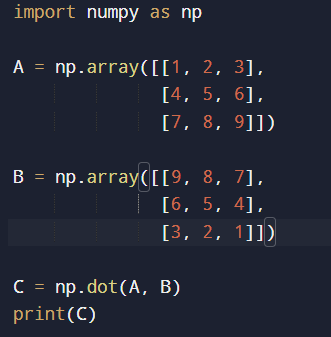 import numpy as np
A = np.array([[1, 2, 3],
[4, 5, 6],
[7, 8, 9]])
B = np.array([[9, 8, 7],
[6, 5, 4],
[3, 2, 1]])
C = np.dot(A, B)
print(C)